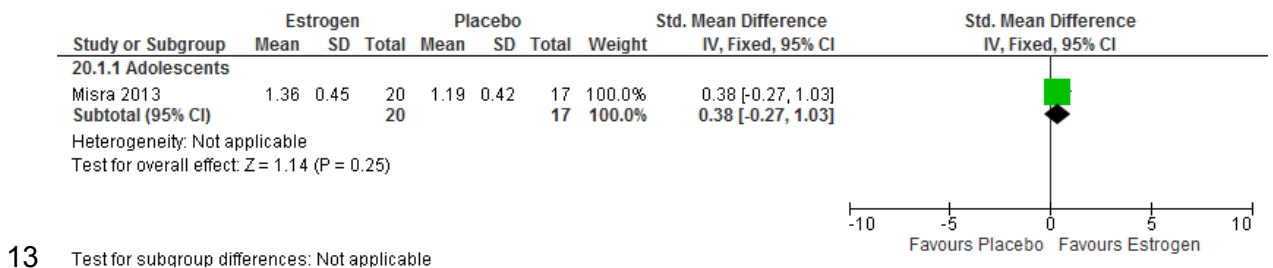 Estrogen Placebo Std. Mean Difference Std. Mean Difference
Study or Subgroup Mean SD Total Mean SD Total Weight IV, Fixed, 95% CI IV, Fixed, 95% CI
20.1.1 Adolescents
Misra 2013 1.36 0.45 20 1.19 0.42 17 100.0% 0.38 [-0.27, 1.03]
Subtotal (95% CI) 20 17 100.0% 0.38 [-0.27, 1.03]
Heterogeneity: Not applicable
Test for overall effect: Z = 1.14 (P = 0.25)
-10 -5 0 5 10
Favours Placebo Favours Estrogen
13 Test for subgroup differences: Not applicable